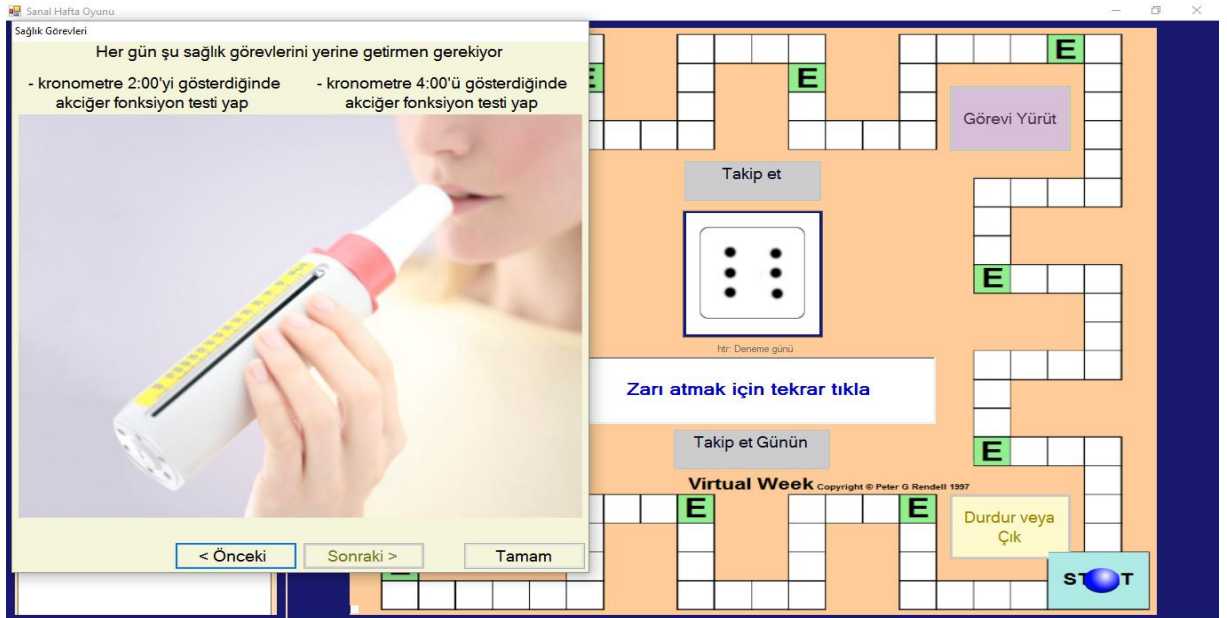 Sanal Hafta Oyunu
Sağlık Görevleri
Her gün şu sağlık görevlerini yerine getirmen gerekiyor
- kronometre 2:00'yi gösterdiğinde
akciğer fonksiyon testi yap
- kronometre 4:00'ü gösterdiğinde
akciğer fonksiyon testi yap
< Önceki
Sonraki >
Tamam
E
E
E
Görevi Yürüt
Takip et
E
htr: Deneme günü
Zarı atmak için tekrar tıkla
Takip et Günün
E
Virtual Week Copyright © Peter G Rendell 1997
E
E
Durdur veya
Çık